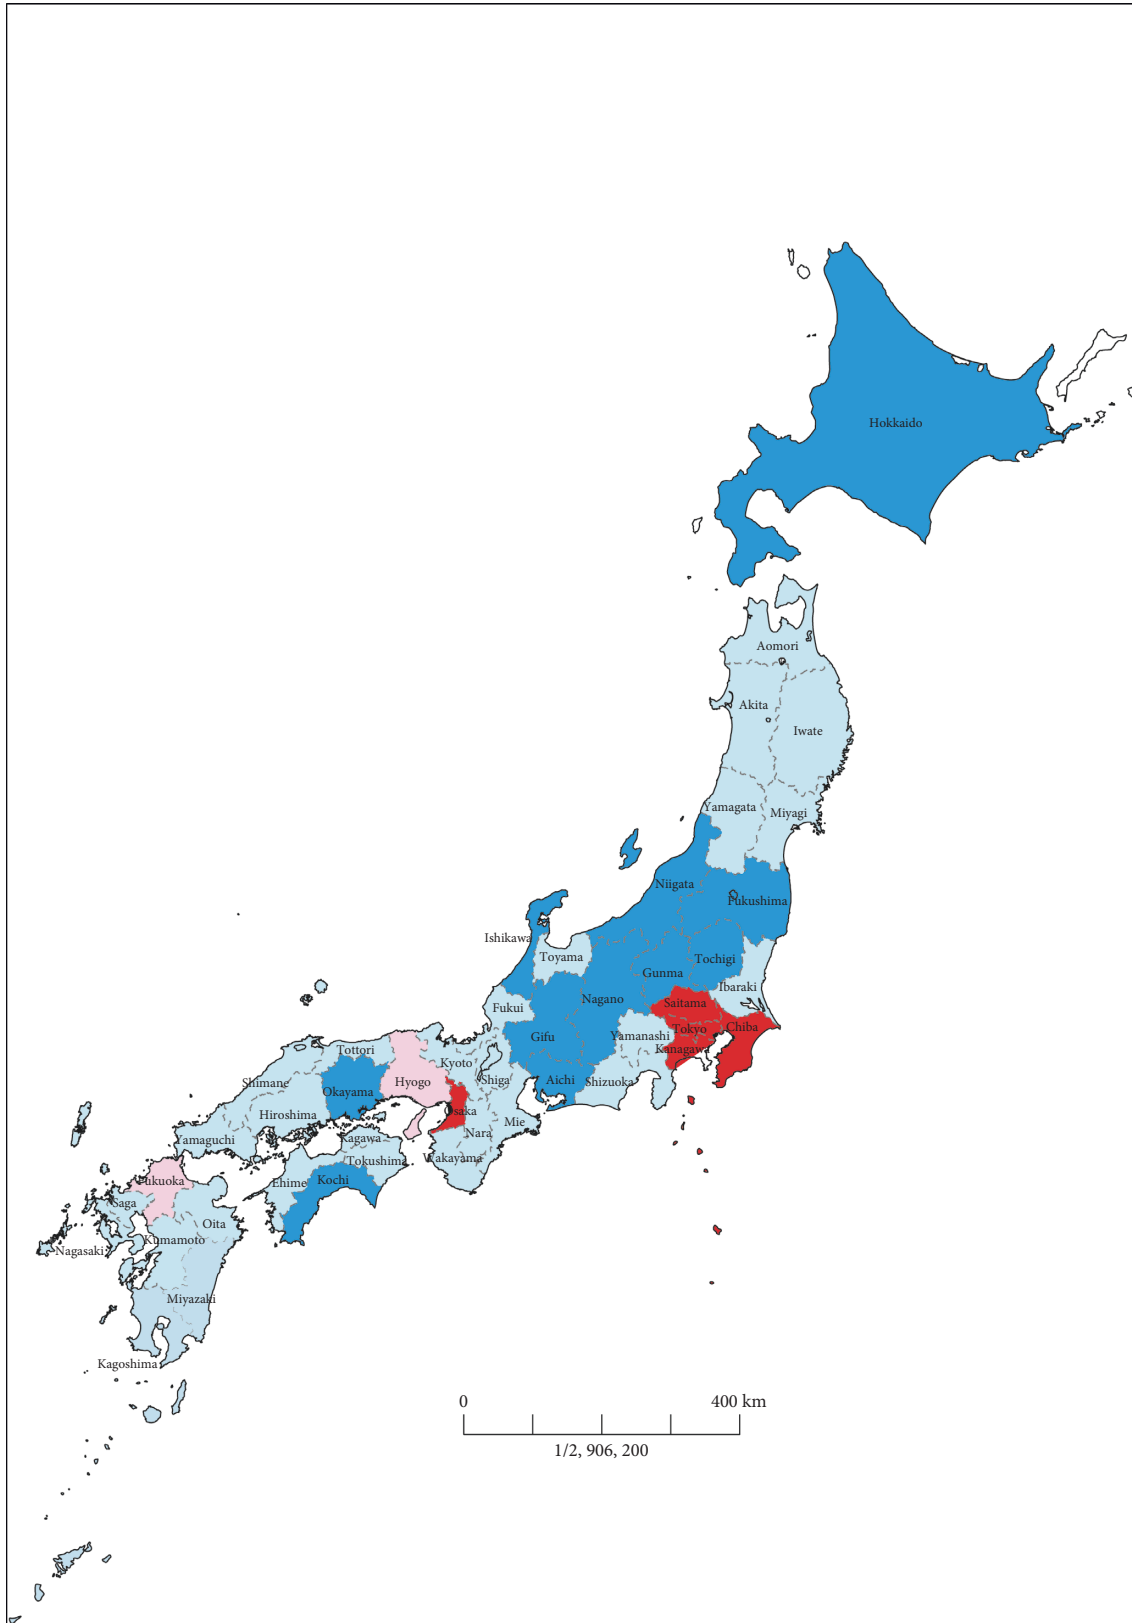 Hokkaido
Aomori
Akita
Iwate
Yamagata
Miyagi
Niigata
Fukushima
Ishikawa
Toyama
Tochigi
Gunma
Ibaraki
Nagano
Fukui
Saitama
Gifu
Yamanashi
Tokyo
Chiba
Kanagawa
Tottori
Kyoto
Hyogo
Shiga
Aichi
Shizuoka
Shimane
Okayama
Hiroshima
Osaka
Mie
Nara
Yamaguchi
Kagawa
Tokushima
Wakayama
Fukuoka
Ehime
Kochi
Saga
Oita
Nagasaki
Kumamoto
Miyazaki
Kagoshima
0 400 km
1/2, 906, 200